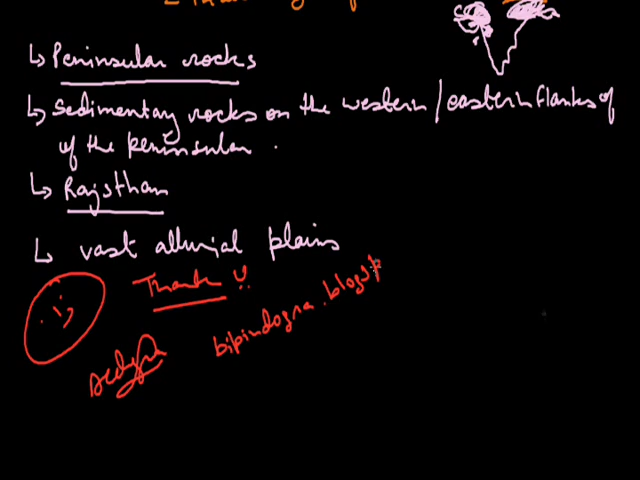 ↳ Peninsular rocks
↳ Sedimentary rocks on the western / eastern flanks of
of the peninsular .
↳ Rajsthan
↳ vast alluvial plains
Thank
bipindogra.blogsp